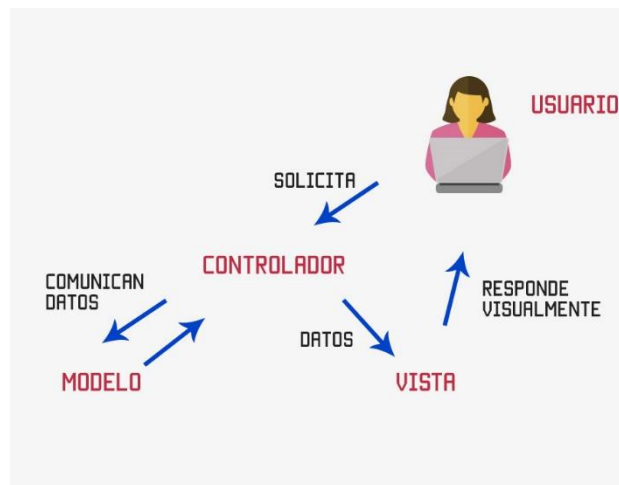 USUARIO
SOLICITA
CONTROLADOR
COMUNICAN
DATOS
RESPONDE
VISUALMENTE
DATOS
MODELO
VISTA